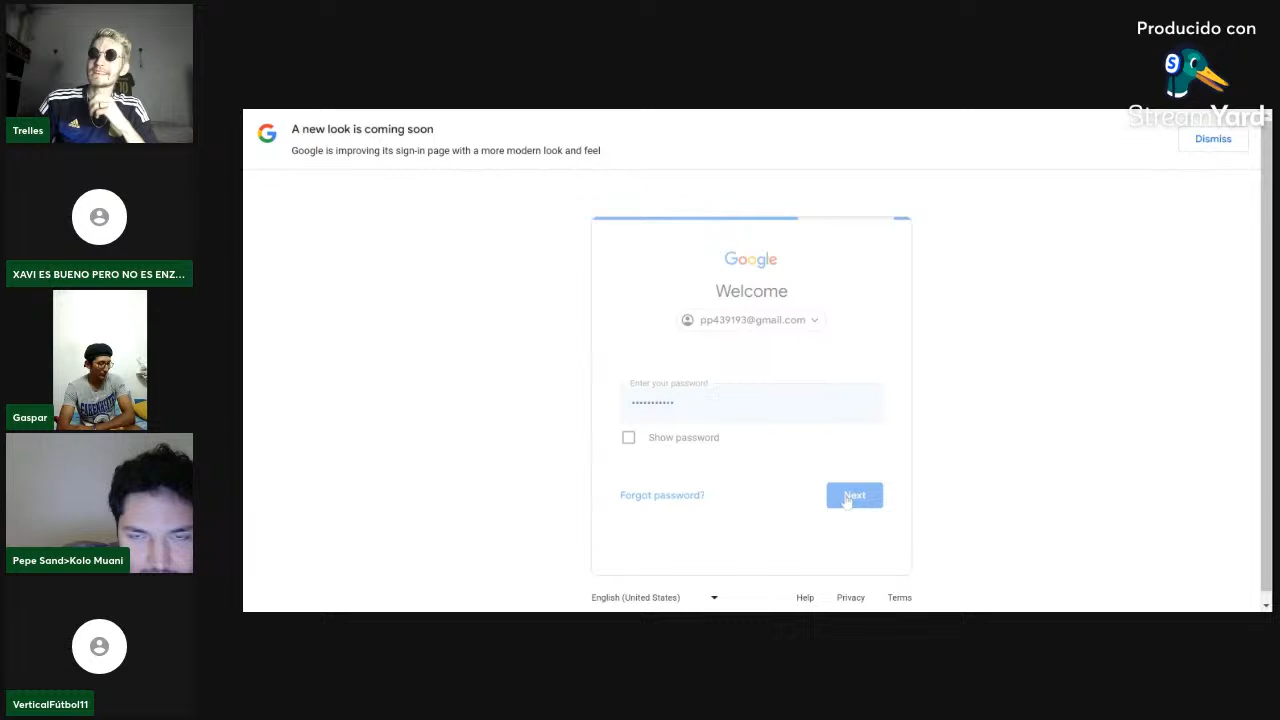 Producido con
StreamYard
Trelles
XAVI ES BUENO PERO NO ES ENZ...
Gaspar
Pepe Sand>Kolo Muani
VerticalFútbol11
A new look is coming soon
Google is improving its sign-in page with a more modern look and feel
Dismiss
Google
Welcome
pp439193@gmail.com
Enter your password
Show password
Forgot password?
Next
English (United States)
Help
Privacy
Terms